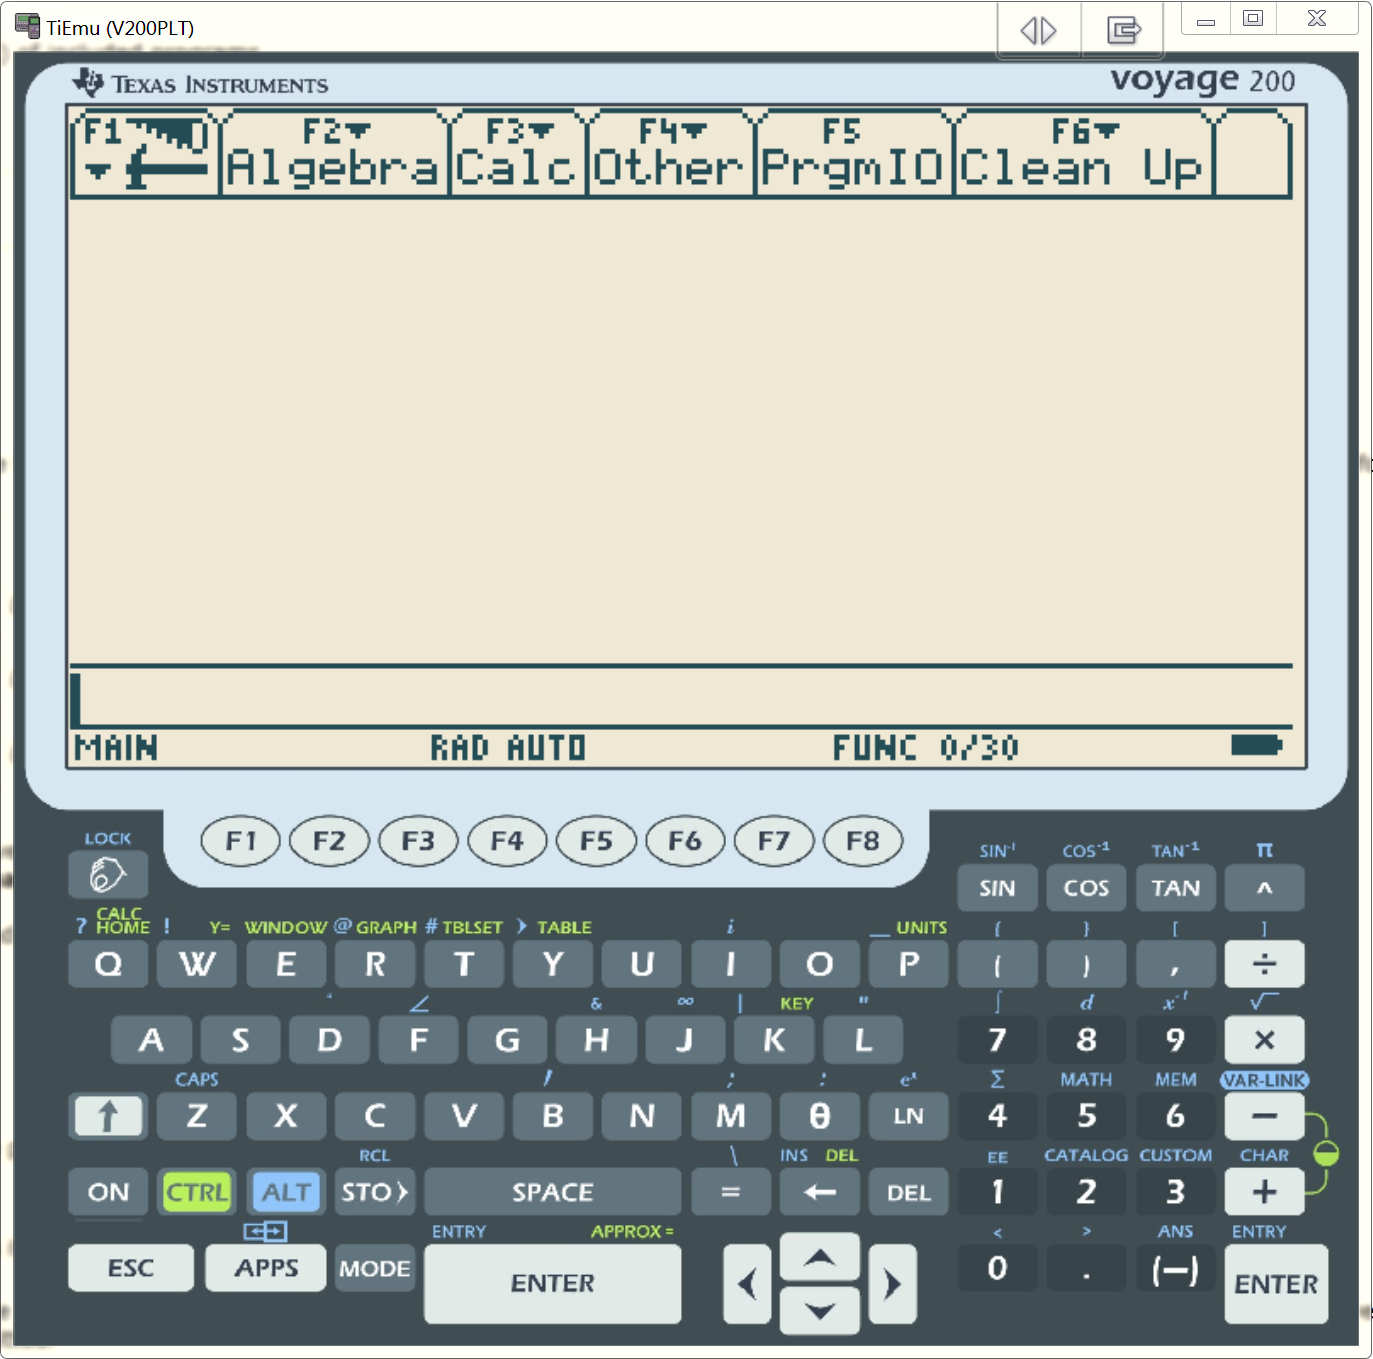 TiEmu (V200PLT)
of included programs
TEXAS INSTRUMENTS
voyage 200
F1 F2 F3 F4 F5 F6
Algebra Calc Other PrgmIO Clean Up
MAIN RAD AUTO FUNC 0/30
F1 F2 F3 F4 F5 F6 F7 F8
LOCK
SIN⁻¹ COS⁻¹ TAN⁻¹ π
SIN COS TAN ^
? CALC HOME ! Y= WINDOW @ GRAPH # TBLSET > TABLE i _ UNITS { } [ ]
Q W E R T Y U I O P ( ) , ÷
° ∠ & ∞ | KEY " ∫ d x⁻¹ √
A S D F G H J K L 7 8 9 ×
CAPS ′ ; : eˣ Σ MATH MEM VAR-LINK
↑ Z X C V B N M θ LN 4 5 6 −
RCL \ INS DEL EE CATALOG CUSTOM CHAR
ON CTRL ALT STO> SPACE = ← DEL 1 2 3 +
ENTRY APPROX = < > ANS ENTRY
ESC APPS MODE ENTER 0 . (—) ENTER